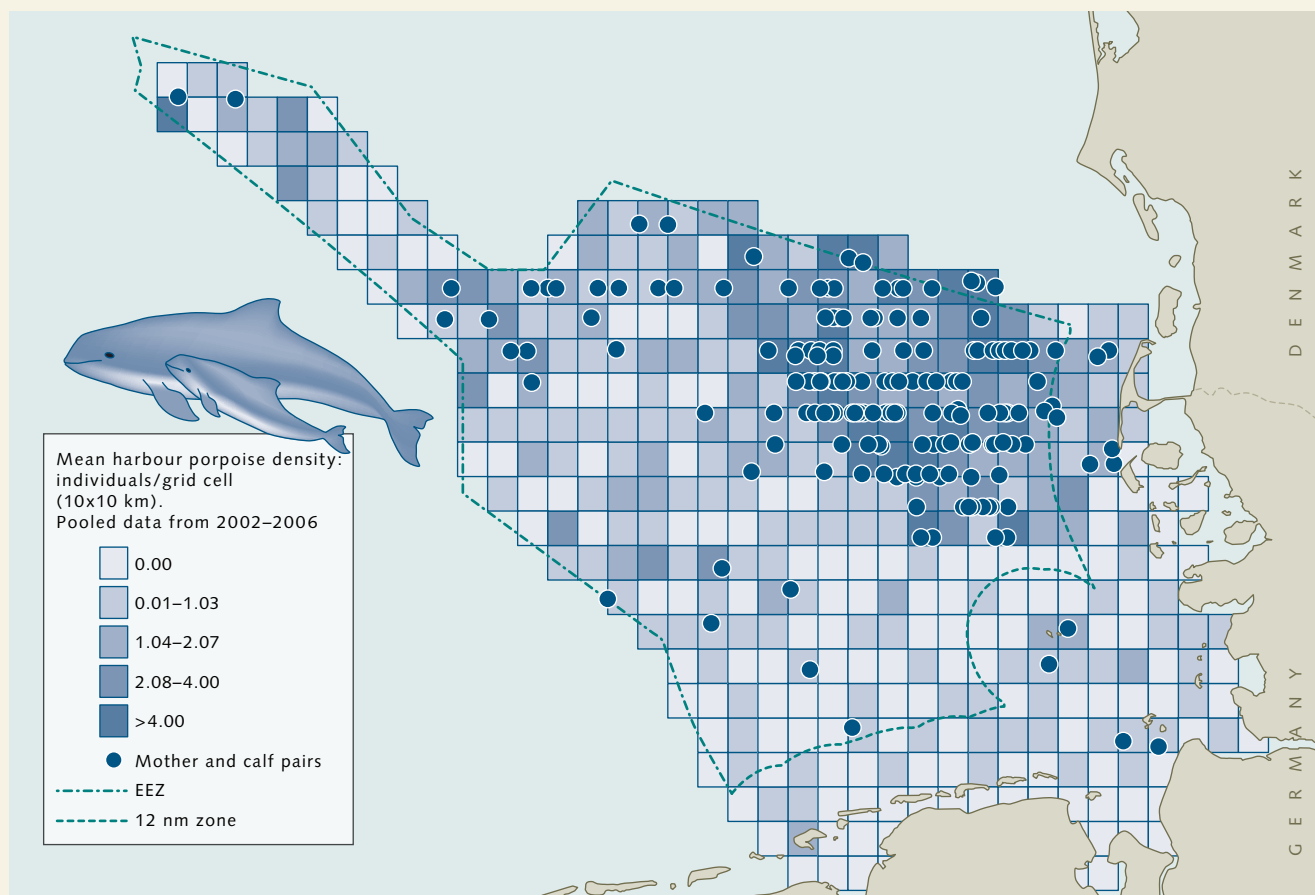 DENMARK
Mean harbour porpoise density:
individuals/grid cell
(10x10 km).
Pooled data from 2002–2006
0.00
0.01–1.03
1.04–2.07
2.08–4.00
>4.00
Mother and calf pairs
EEZ
12 nm zone
GERMANY